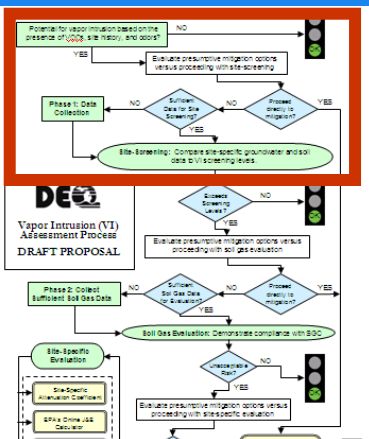 Potential for vapor intrusion based on the
presence of VOCs, site history, and odors?
NO
OK
YES
Evaluate presumptive mitigation options
versus proceeding with site-screening
Phase 1: Data
Collection
NO
Sufficient
Data for Site
Screening?
NO
Proceed
directly to
mitigation?
YES
YES
Site-Screening: Compare site-specific groundwater and soil
data to VI screening levels.
DEQ
Vapor Intrusion (VI)
Assessment Process
DRAFT PROPOSAL
Exceeds
Screening
Levels?
NO
OK
YES
Evaluate presumptive mitigation options versus
proceeding with soil gas evaluation
Phase 2: Collect
Sufficient Soil Gas Data
NO
Sufficient
Soil Gas Data
for Evaluation?
NO
Proceed
directly to
mitigation?
YES
YES
Soil Gas Evaluation: Demonstrate compliance with SGC
Site-Specific
Evaluation
Unacceptable
Risk?
NO
OK
YES
Site-Specific
Attenuation Coefficient
EPA's Online J&E
Calculator
Evaluate presumptive mitigation options versus
proceeding with site-specific evaluation